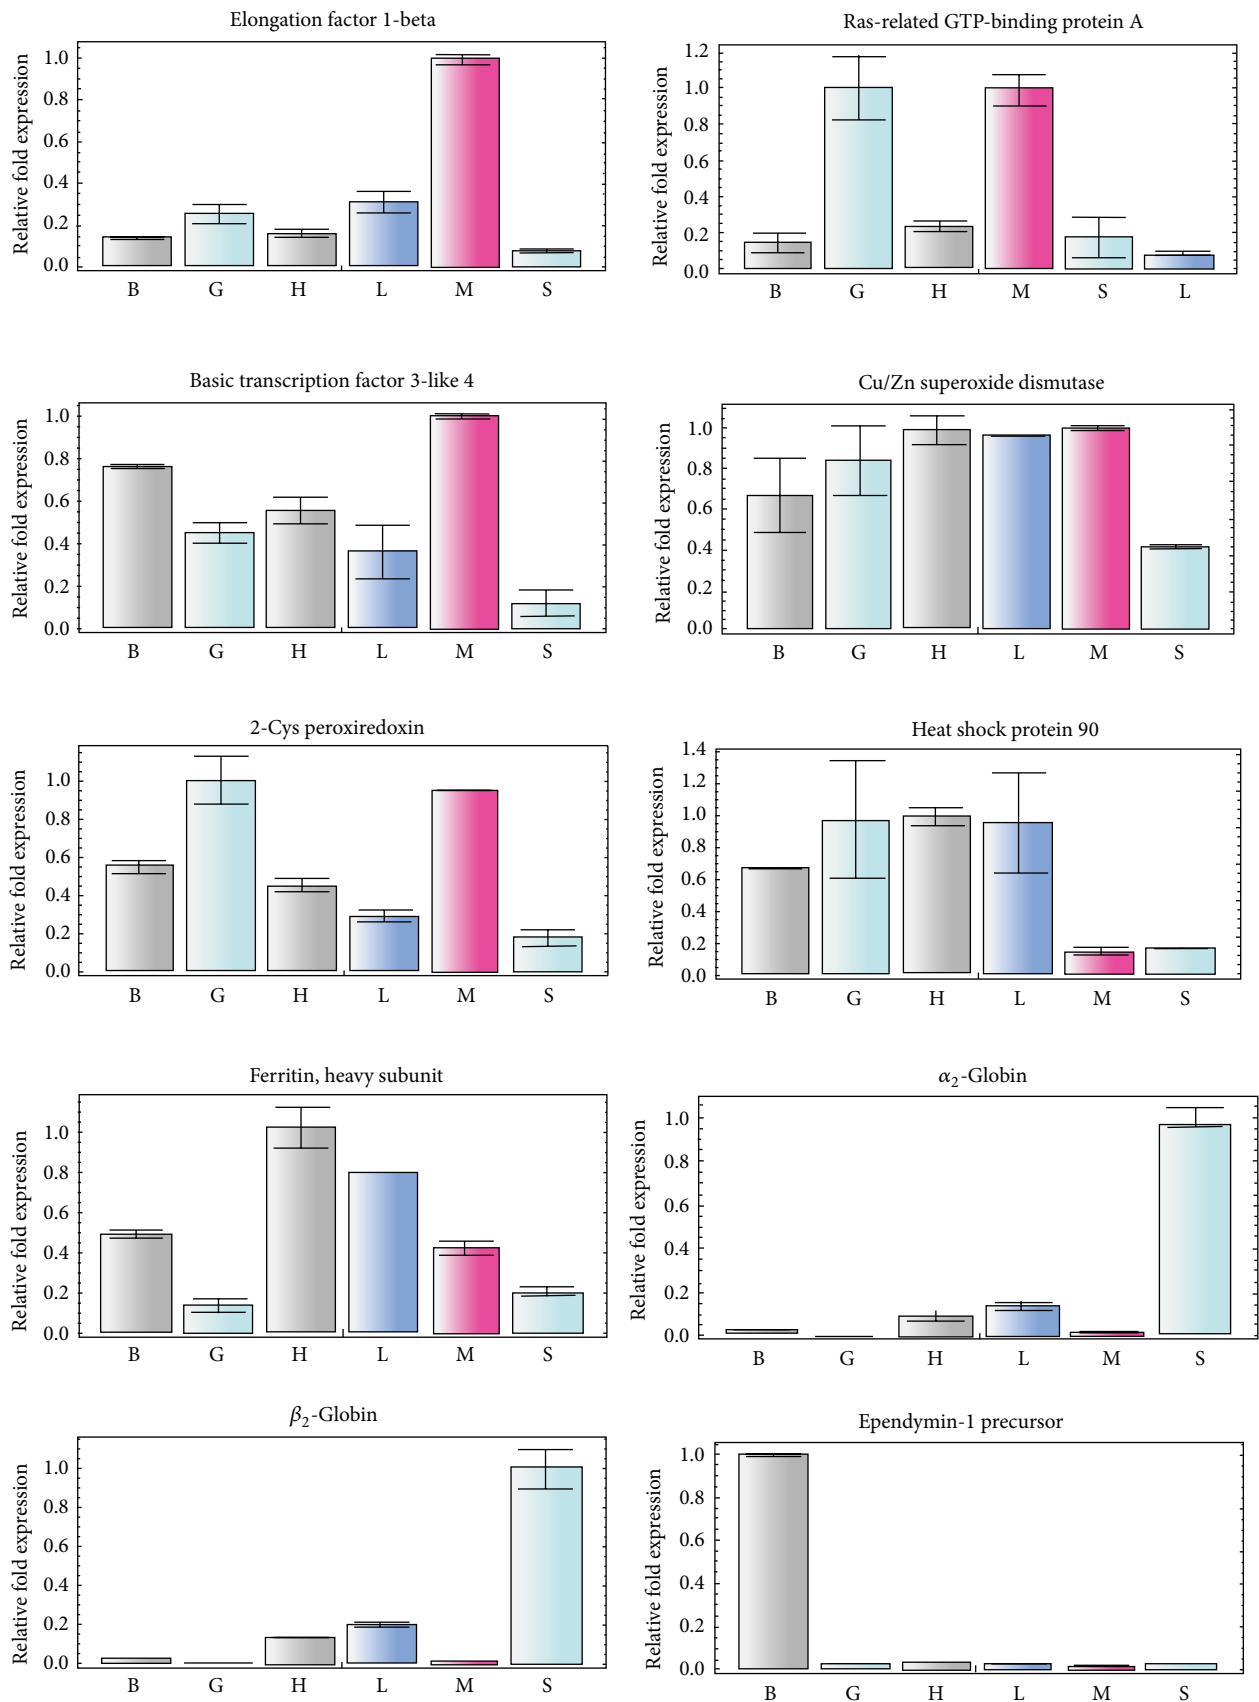 Elongation factor 1-beta
Relative fold expression
1.0
0.8
0.6
0.4
0.2
0.0
B G H L M S
Ras-related GTP-binding protein A
Relative fold expression
1.2
1.0
0.8
0.6
0.4
0.2
0.0
B G H M S L
Basic transcription factor 3-like 4
Relative fold expression
1.0
0.8
0.6
0.4
0.2
0.0
B G H L M S
Cu/Zn superoxide dismutase
Relative fold expression
1.0
0.8
0.6
0.4
0.2
0.0
B G H L M S
2-Cys peroxiredoxin
Relative fold expression
1.0
0.8
0.6
0.4
0.2
0.0
B G H L M S
Heat shock protein 90
Relative fold expression
1.4
1.2
1.0
0.8
0.6
0.4
0.2
0.0
B G H L M S
Ferritin, heavy subunit
Relative fold expression
1.0
0.8
0.6
0.4
0.2
0.0
B G H L M S
α₂-Globin
Relative fold expression
1.0
0.8
0.6
0.4
0.2
0.0
B G H L M S
β₂-Globin
Relative fold expression
1.0
0.8
0.6
0.4
0.2
0.0
B G H L M S
Ependymin-1 precursor
Relative fold expression
1.0
0.8
0.6
0.4
0.2
0.0
B G H L M S